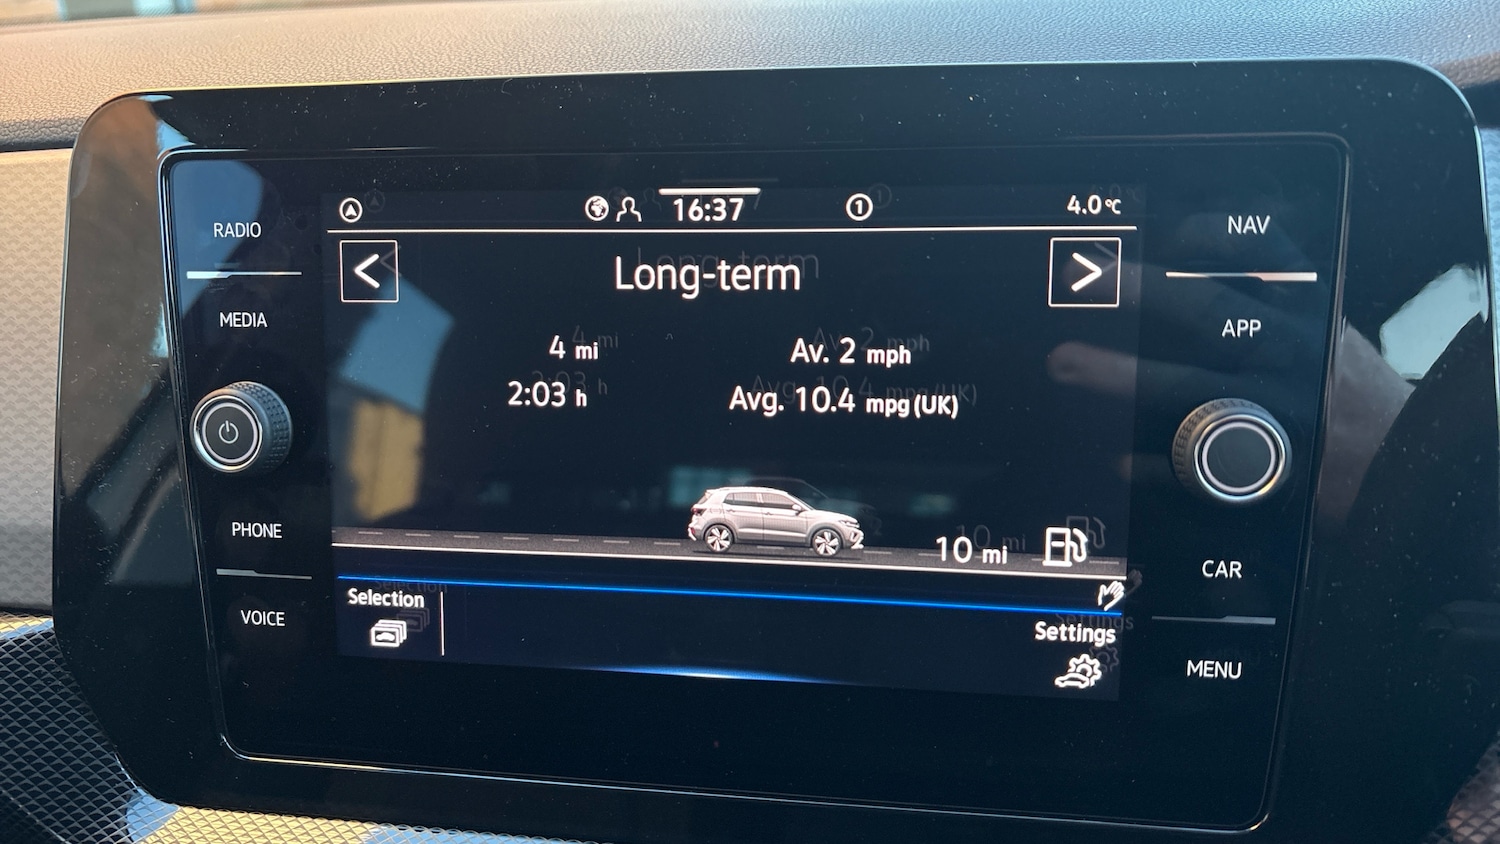 RADIO
MEDIA
PHONE
VOICE
16:37
1
4.0°C
<
Long-term
>
4 mi
Av. 2 mph
2:03 h
Avg. 10.4 mpg (UK)
10 mi
Selection
Settings
NAV
APP
CAR
MENU